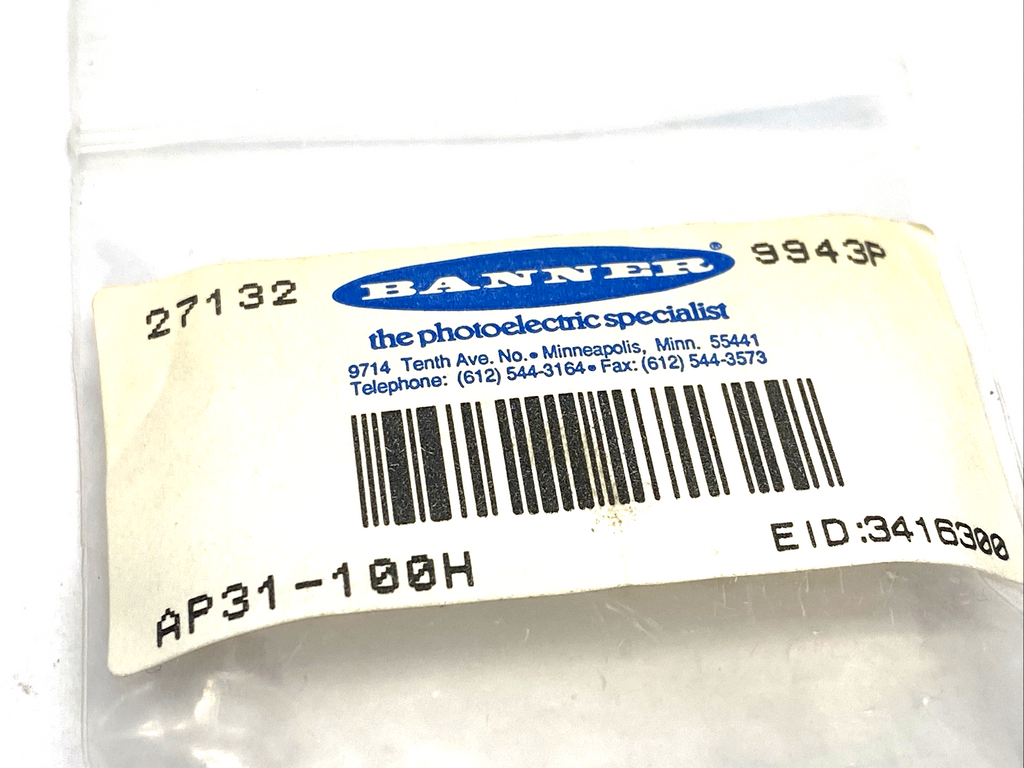 27132 BANNER® 9943P
the photoelectric specialist
9714 Tenth Ave. No. • Minneapolis, Minn. 55441
Telephone: (612) 544-3164 • Fax: (612) 544-3573
AP31-100H EID:3416300